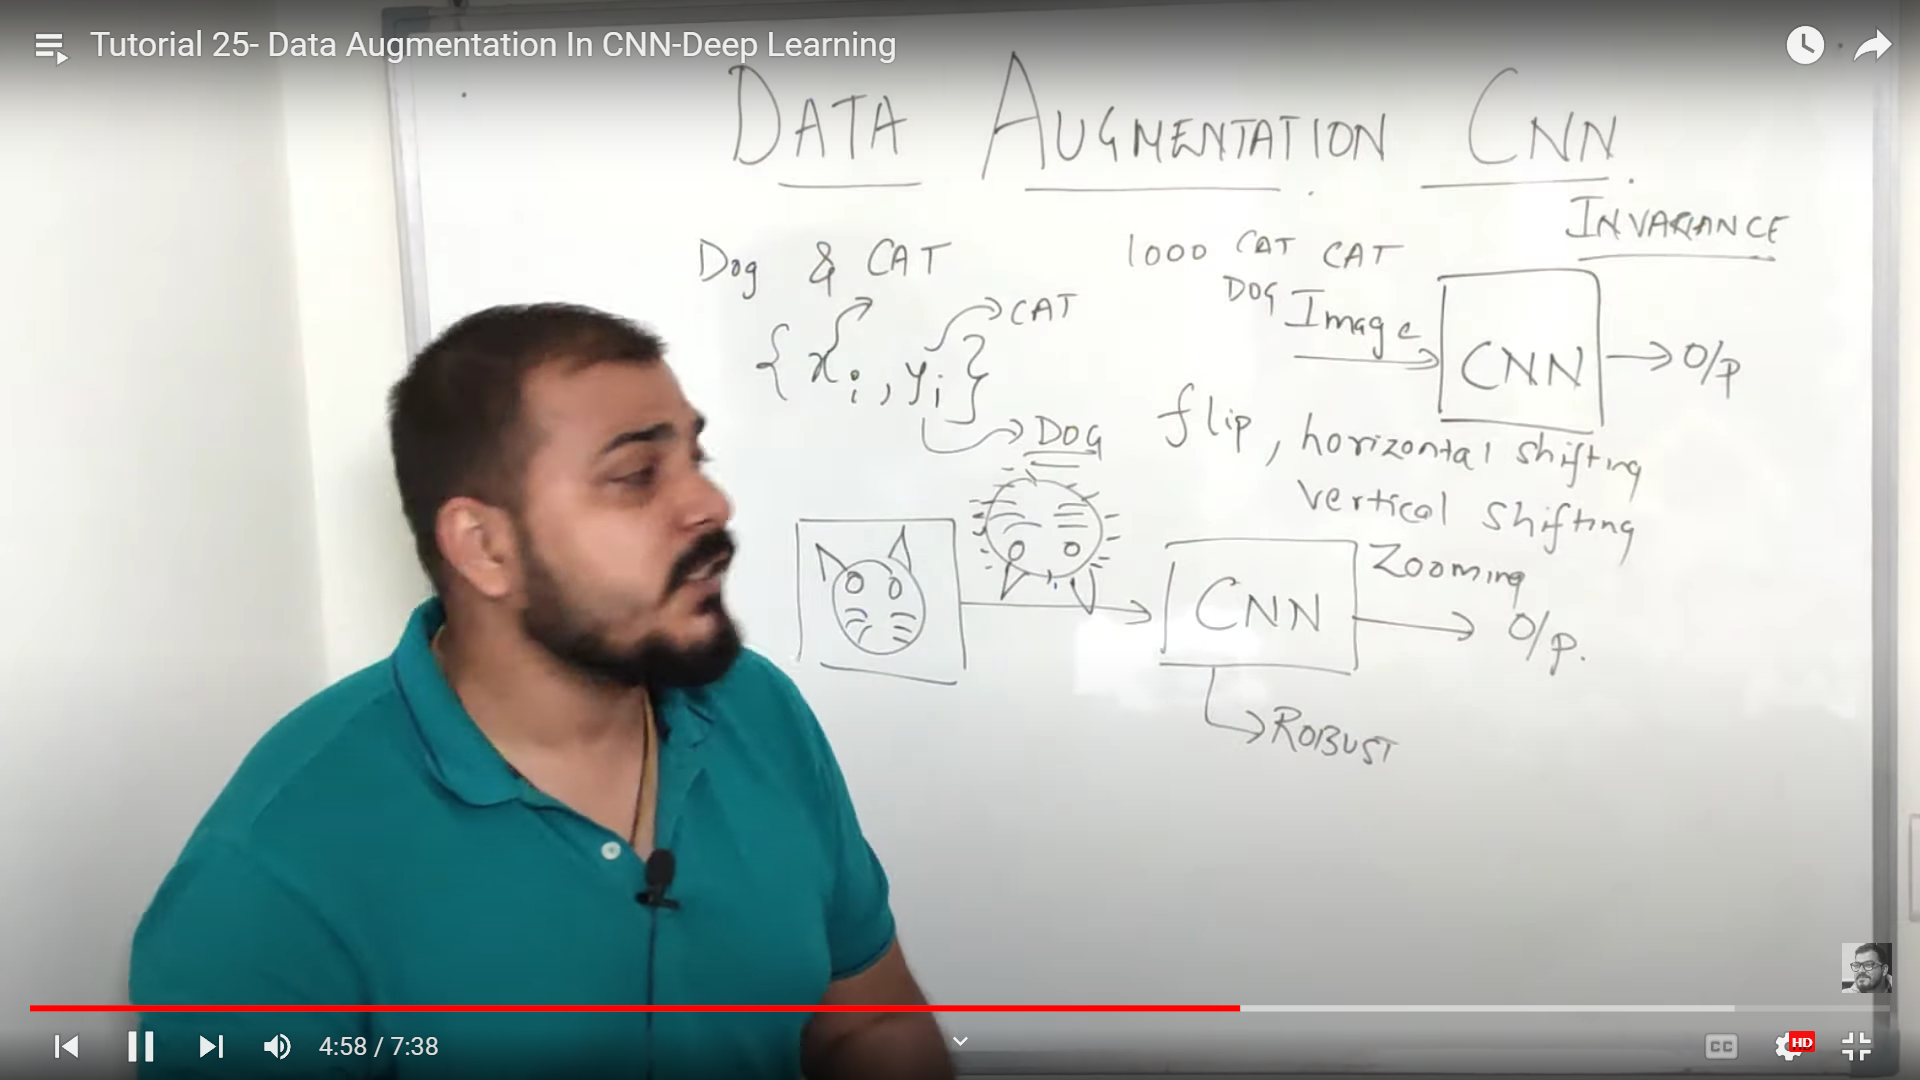 Tutorial 25- Data Augmentation In CNN-Deep Learning
DATA AUGMENTATION CNN.
INVARIANCE
Dog & CAT
1000 CAT CAT
DOG Image
CNN
O/p
{xi, yi}
CAT
DOG
flip, horizontal shifting
vertical shifting
Zooming
CNN
O/p.
ROBUST
4:58 / 7:38
CC
HD